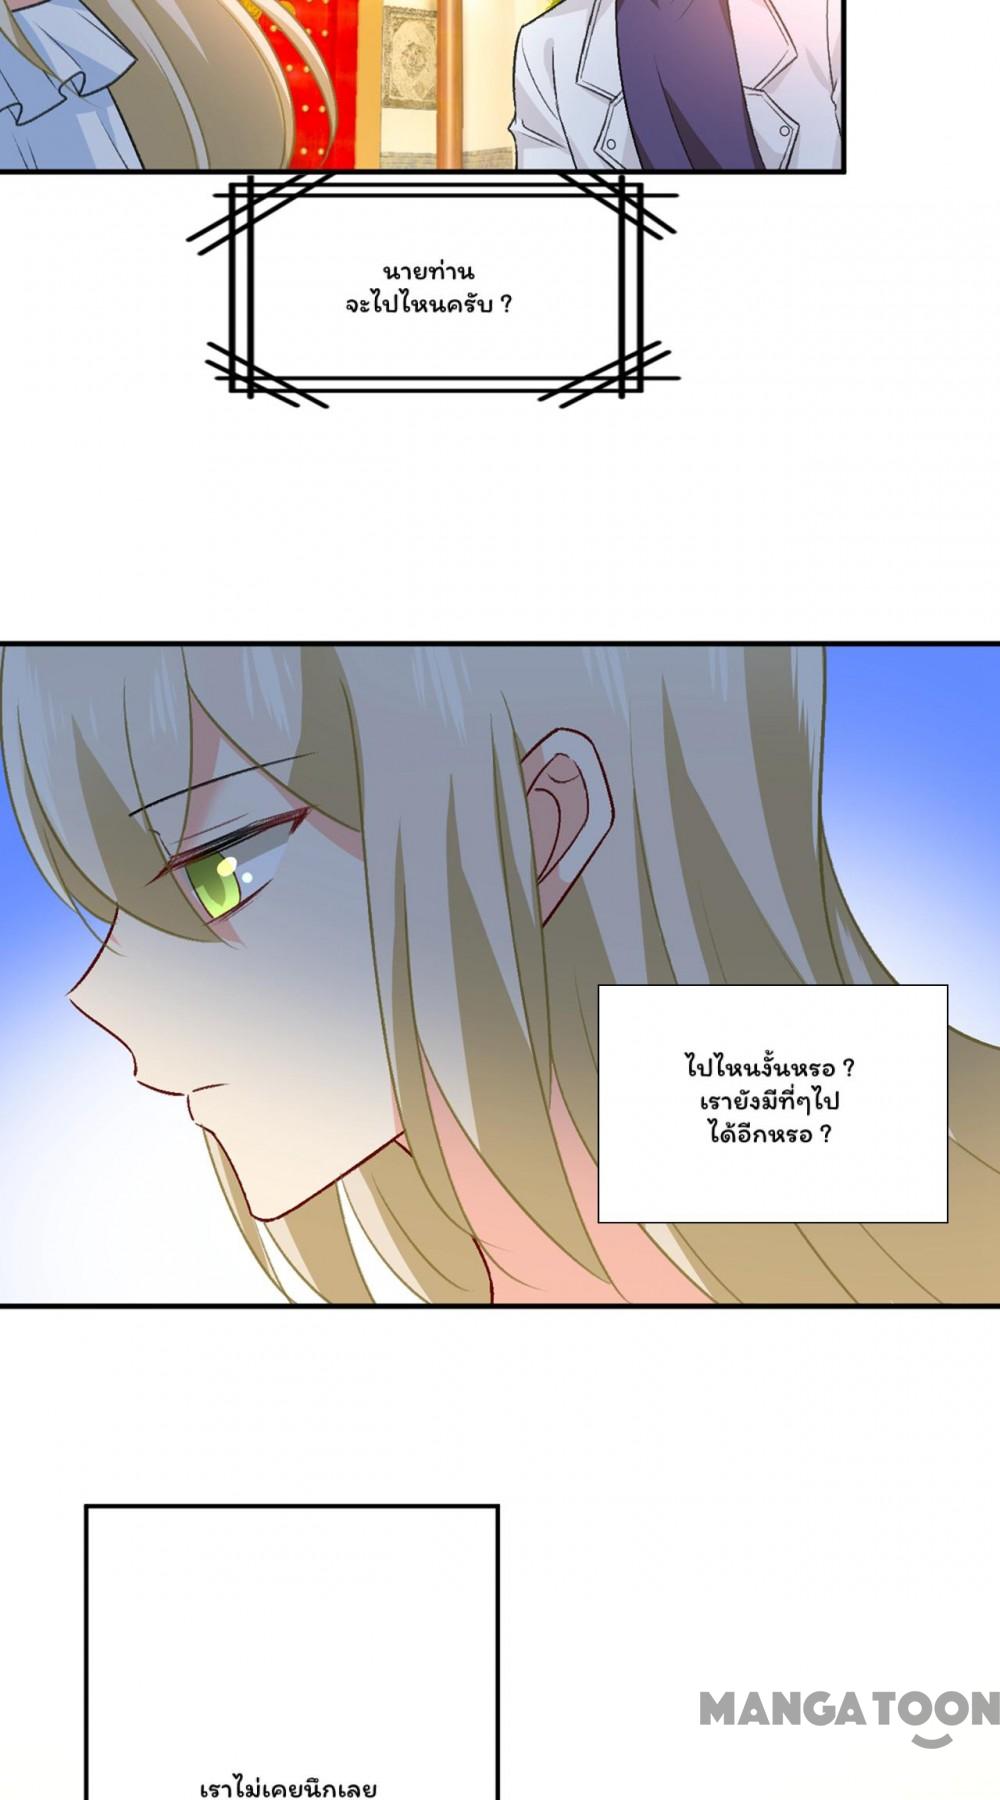 นายท่าน
จะไปไหนครับ ?
ไปไหนงั้นหรอ ?
เรายังมีที่ๆไป
ได้อีกหรอ ?
MANGATOON
เราไม่เคยนึกเลย